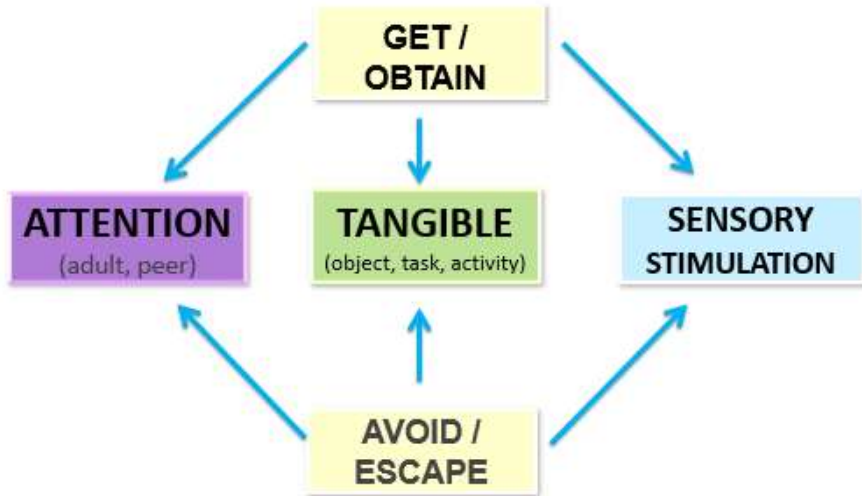 GET /
OBTAIN
ATTENTION
(adult, peer)
TANGIBLE
(object, task, activity)
SENSORY
STIMULATION
AVOID /
ESCAPE